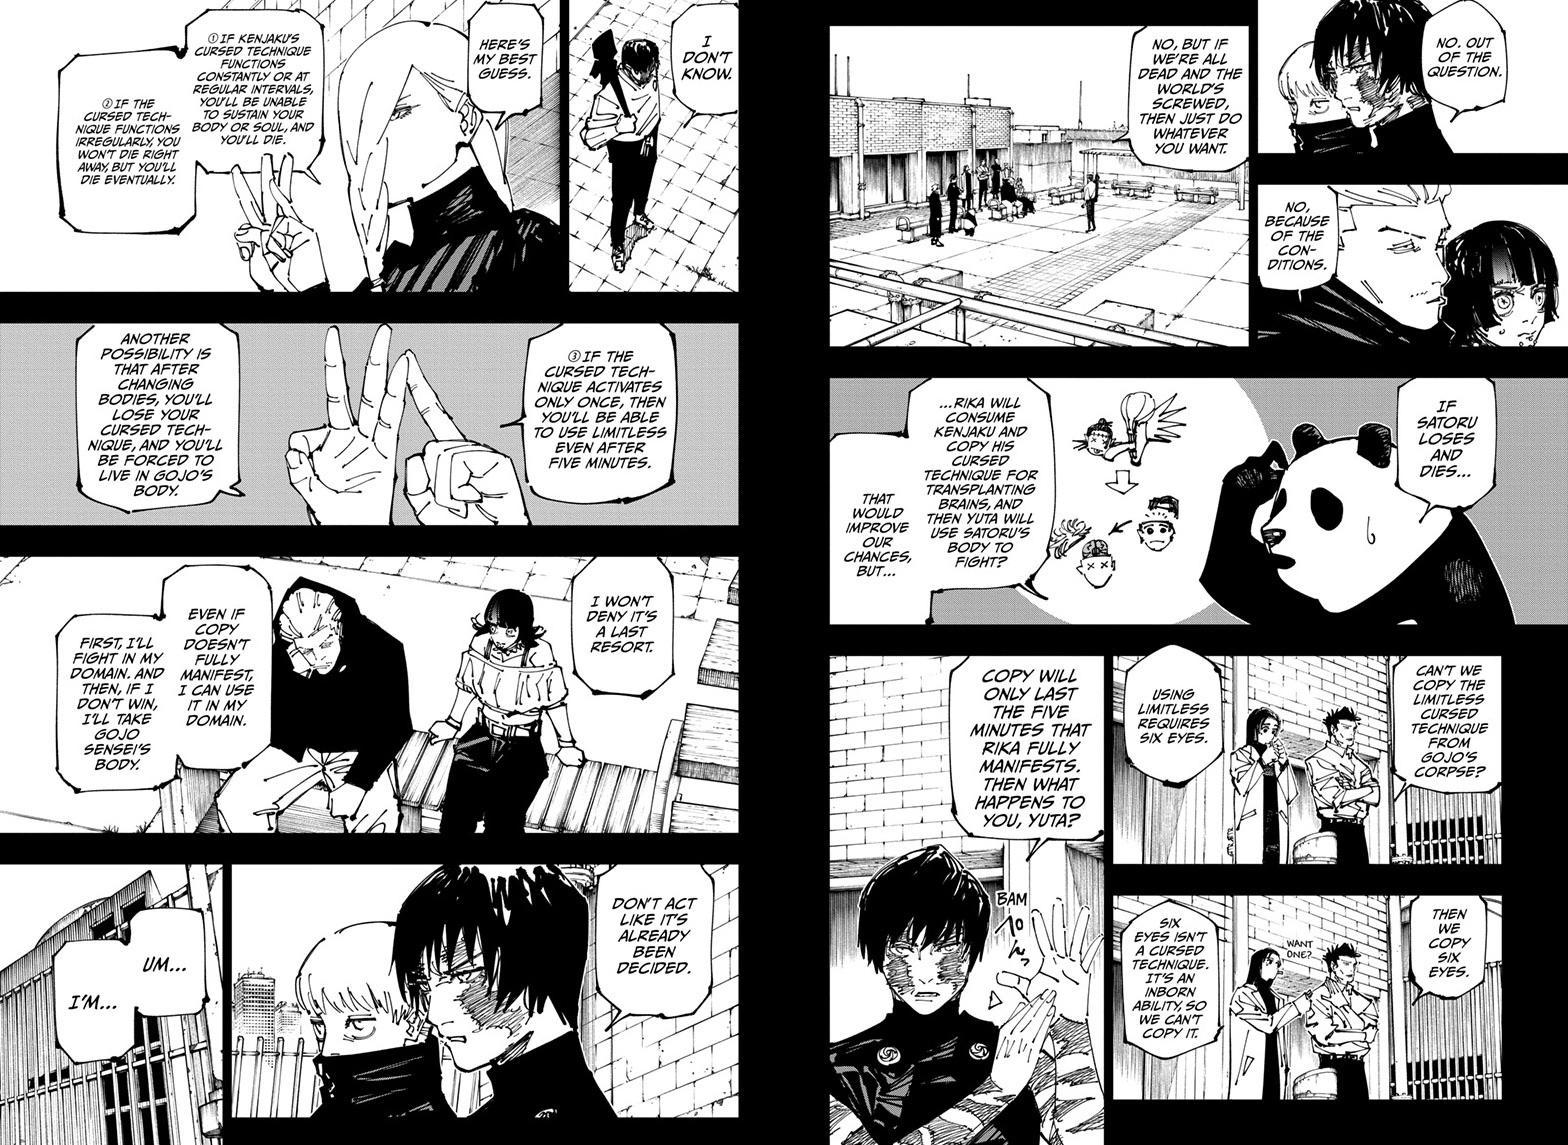 NO. OUT
OF THE
QUESTION.
NO, BUT IF
WE'RE ALL
DEAD AND THE
WORLD'S
SCREWED,
THEN JUST DO
WHATEVER
YOU WANT.
NO,
BECAUSE
OF THE
CON-
DITIONS.
IF
SATORU
LOSES
AND
DIES...
...RIKA WILL
CONSUME
KENJAKU AND
COPY HIS
CURSED
TECHNIQUE FOR
TRANSPLANTING
BRAINS, AND
THEN YUTA WILL
USE SATORU'S
BODY TO
FIGHT?
THAT
WOULD
IMPROVE
OUR
CHANCES,
BUT...
CAN'T WE
COPY THE
LIMITLESS
CURSED
TECHNIQUE
FROM
GOJO'S
CORPSE?
USING
LIMITLESS
REQUIRES
SIX EYES.
THEN
WE
COPY
SIX
EYES.
WANT
ONE?
SIX
EYES ISN'T
A CURSED
TECHNIQUE.
IT'S AN
INBORN
ABILITY, SO
WE CAN'T
COPY IT.
COPY WILL
ONLY LAST
THE FIVE
MINUTES THAT
RIKA FULLY
MANIFESTS.
THEN WHAT
HAPPENS TO
YOU, YUTA?
BAM
I
DON'T
KNOW.
HERE'S
MY BEST
GUESS.
① IF KENJAKU'S
CURSED TECHNIQUE
FUNCTIONS
CONSTANTLY OR AT
REGULAR INTERVALS,
YOU'LL BE UNABLE
TO SUSTAIN YOUR
BODY OR SOUL, AND
YOU'LL DIE.
② IF THE
CURSED TECH-
NIQUE FUNCTIONS
IRREGULARLY, YOU
WON'T DIE RIGHT
AWAY, BUT YOU'LL
DIE EVENTUALLY.
③ IF THE
CURSED TECH-
NIQUE ACTIVATES
ONLY ONCE, THEN
YOU'LL BE ABLE
TO USE LIMITLESS
EVEN AFTER
FIVE MINUTES.
ANOTHER
POSSIBILITY IS
THAT AFTER
CHANGING
BODIES, YOU'LL
LOSE YOUR
CURSED TECH-
NIQUE, AND YOU'LL
BE FORCED TO
LIVE IN GOJO'S
BODY.
I WON'T
DENY IT'S
A LAST
RESORT.
EVEN IF
COPY
DOESN'T
FULLY
MANIFEST,
I CAN USE
IT IN MY
DOMAIN.
FIRST, I'LL
FIGHT IN MY
DOMAIN. AND
THEN, IF I
DON'T WIN,
I'LL TAKE
GOJO
SENSEI'S
BODY.
DON'T ACT
LIKE IT'S
ALREADY
BEEN
DECIDED.
UM...
I'M...